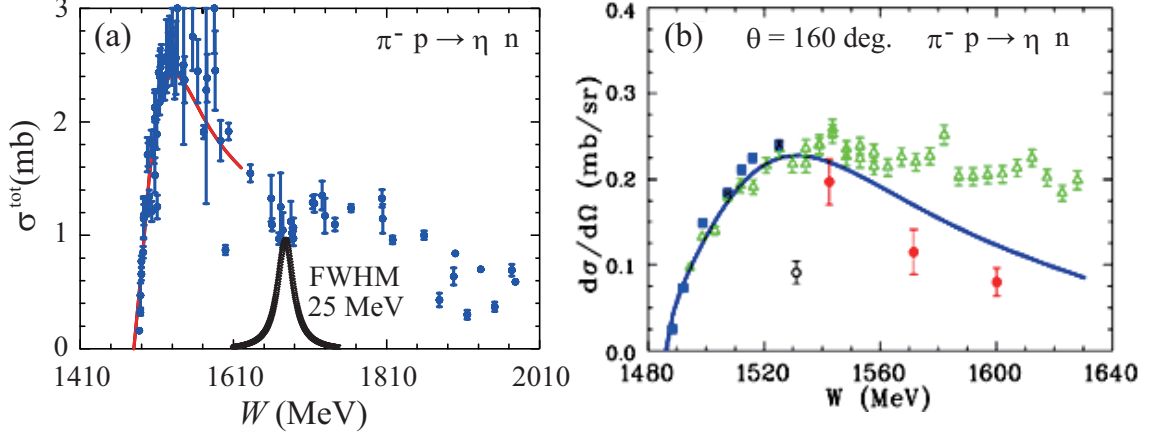 (a)
π⁻ p → η n
3
2
1
0
σᵗᵒᵗ(mb)
FWHM
25 MeV
1410 1610 1810 2010
W (MeV)
(b) θ = 160 deg. π⁻ p → η n
0.4
0.3
0.2
0.1
0.0
dσ/dΩ (mb/sr)
1480 1520 1560 1600 1640
W (MeV)